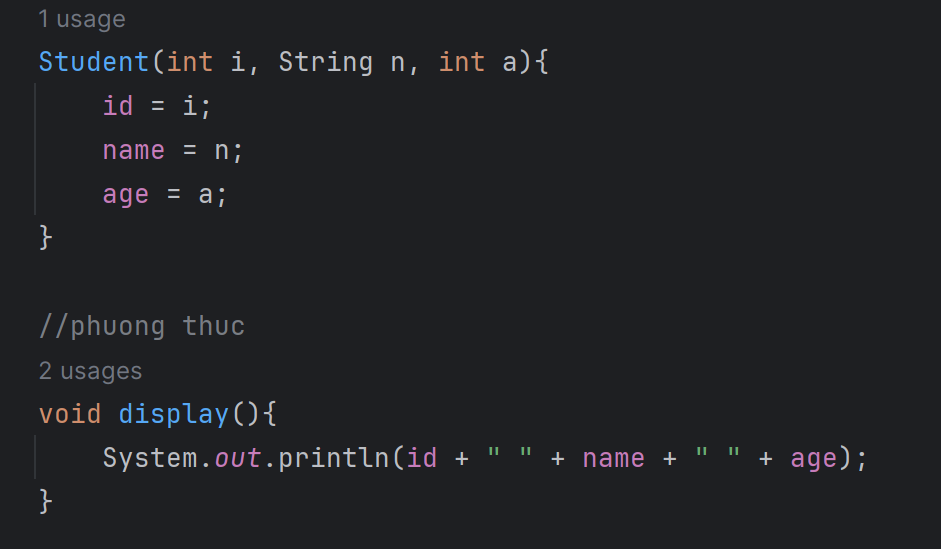 1 usage
Student(int i, String n, int a){
    id = i;
    name = n;
    age = a;
}
//phuong thuc
2 usages
void display(){
    System.out.println(id + " " + name + " " + age);
}